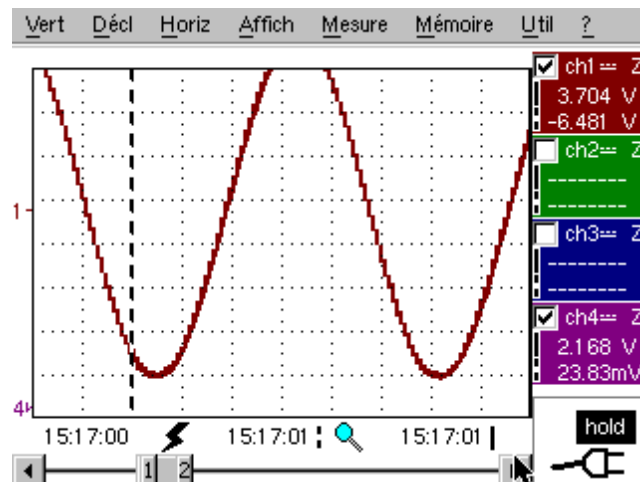 Vert Décl Horiz Affich Mesure Mémoire Util ?
ch1 Z
3.704 V
-6.481 V
ch2 Z
--------
--------
ch3 Z
--------
--------
ch4 Z
2.168 V
23.83mV
1
4
15:17:00 15:17:01 15:17:01
hold
1 2